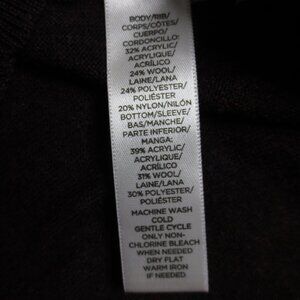 BODY/RIB/
CORPS/CÔTES/
CUERPO/
CORDONCILLO:
32% ACRYLIC/
ACRYLIQUE/
ACRÍLICO
24% WOOL/
LAINE/LANA
24% POLYESTER/
POLIÉSTER
20% NYLON/NILÓN
BOTTOM/SLEEVE/
BAS/MANCHE/
PARTE INFERIOR/
MANGA:
39% ACRYLIC/
ACRYLIQUE/
ACRÍLICO
31% WOOL/
LAINE/LANA
30% POLYESTER/
POLIÉSTER
MACHINE WASH
COLD
GENTLE CYCLE
ONLY NON-
CHLORINE BLEACH
WHEN NEEDED
DRY FLAT
WARM IRON
IF NEEDED